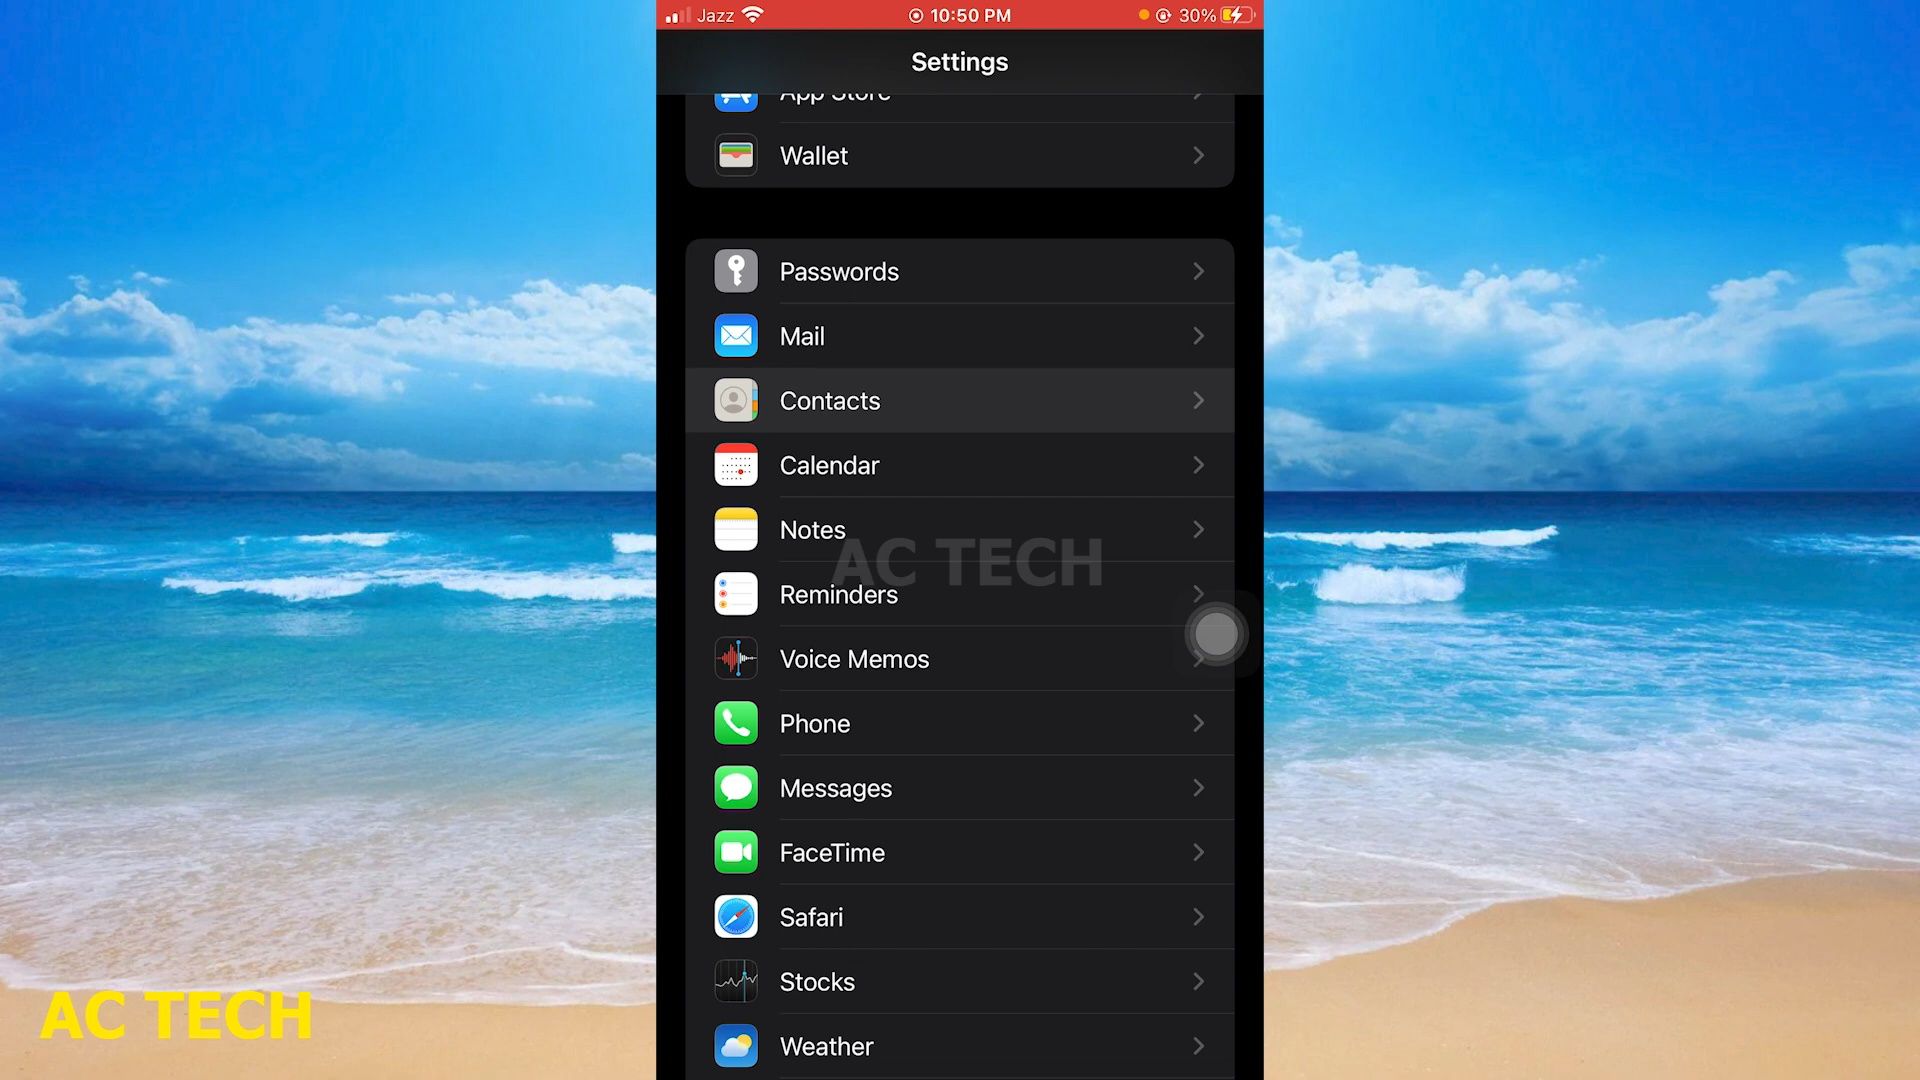 Jazz 10:50 PM 30%
Settings
App Store
Wallet
Passwords
Mail
Contacts
Calendar
Notes
AC TECH
Reminders
Voice Memos
Phone
Messages
FaceTime
Safari
Stocks
AC TECH
Weather